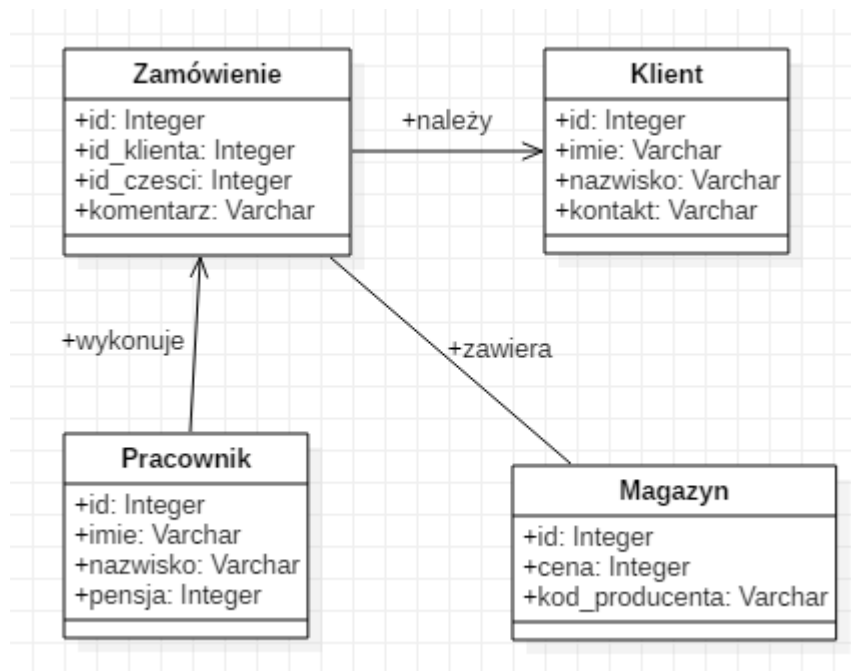 Zamówienie
+id: Integer
+id_klienta: Integer
+id_czesci: Integer
+komentarz: Varchar
+należy
Klient
+id: Integer
+imie: Varchar
+nazwisko: Varchar
+kontakt: Varchar
+wykonuje
+zawiera
Pracownik
+id: Integer
+imie: Varchar
+nazwisko: Varchar
+pensja: Integer
Magazyn
+id: Integer
+cena: Integer
+kod_producenta: Varchar